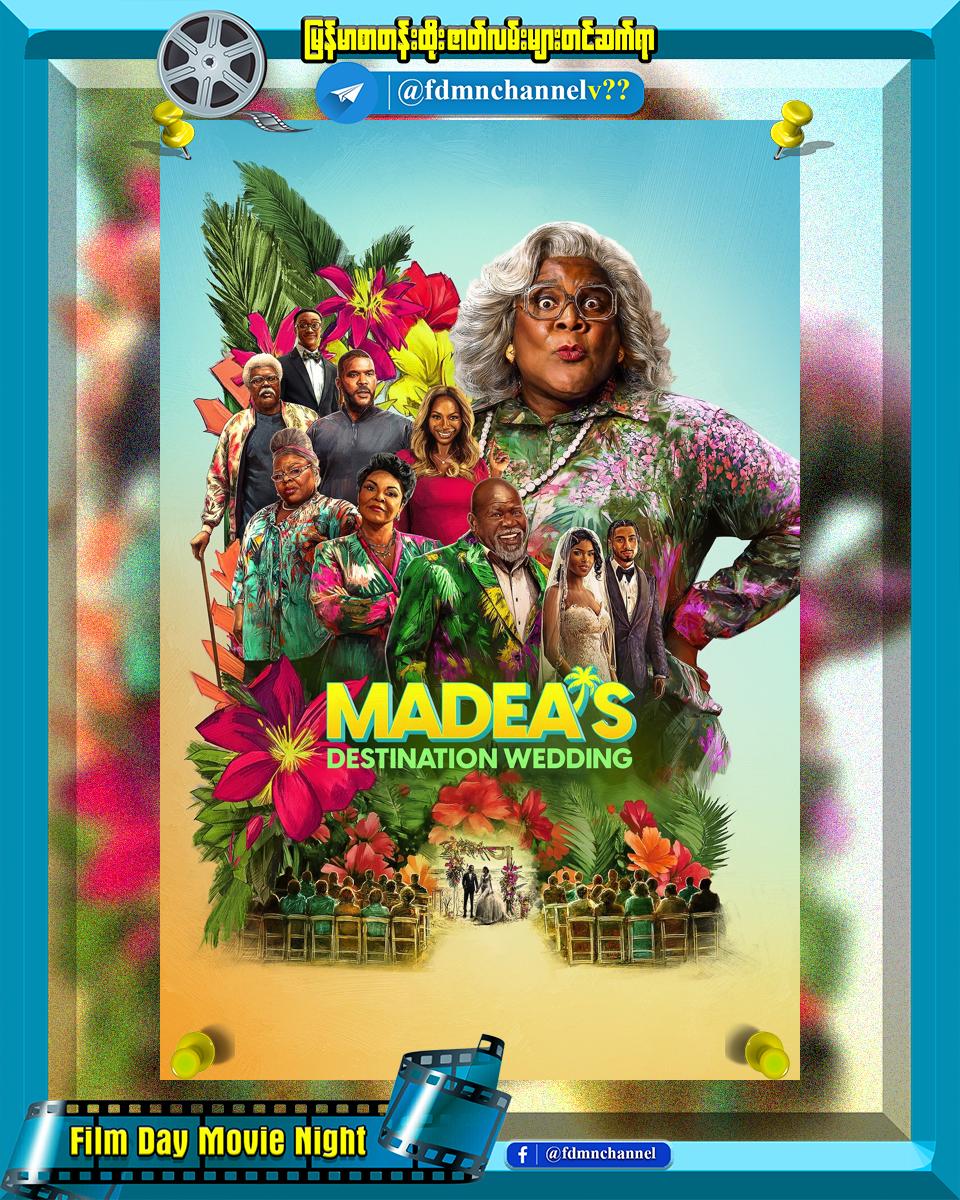 မြန်မာစာတန်းထိုးဇာတ်လမ်းများတင်ဆက်ရာ
@fdmnchannelv??
MADEA'S
DESTINATION WEDDING
Film Day Movie Night
@fdmnchannel